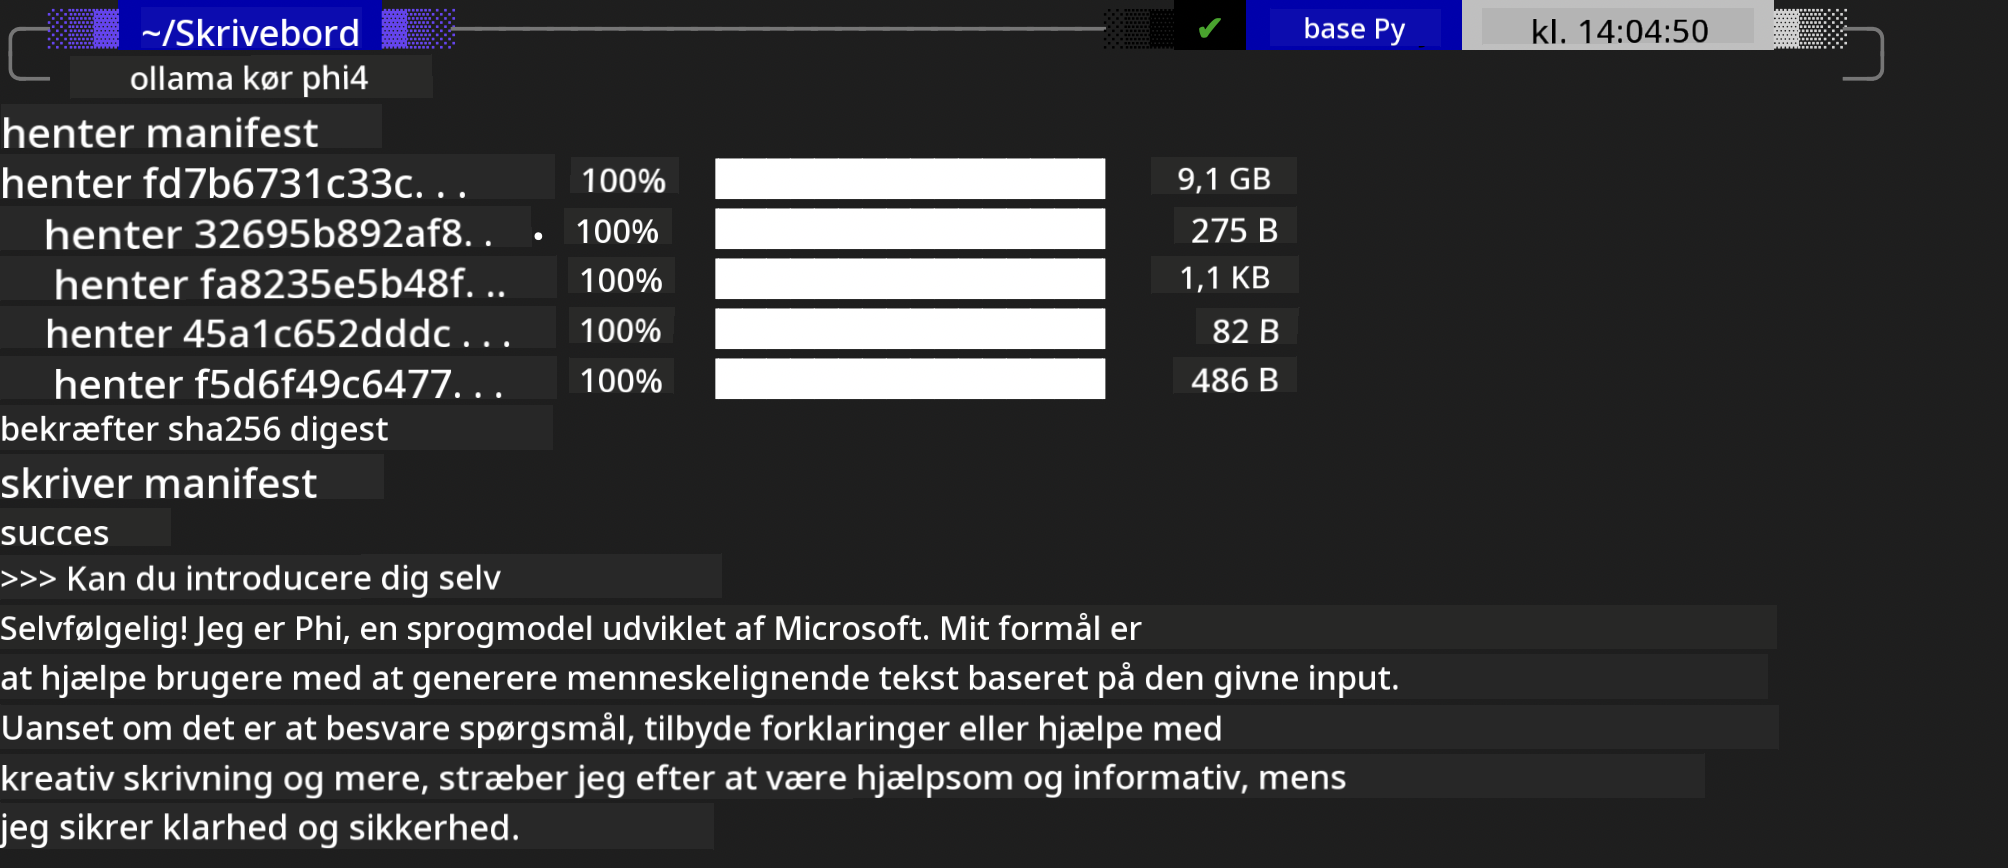 ~/Skrivebord ✔ base Py kl. 14:04:50
ollama kør phi4
henter manifest
henter fd7b6731c33c. . . 100% 9,1 GB
henter 32695b892af8. . . 100% 275 B
henter fa8235e5b48f. .. 100% 1,1 KB
henter 45a1c652dddc . . . 100% 82 B
henter f5d6f49c6477. . . 100% 486 B
bekræfter sha256 digest
skriver manifest
succes
>>> Kan du introducere dig selv
Selvfølgelig! Jeg er Phi, en sprogmodel udviklet af Microsoft. Mit formål er
at hjælpe brugere med at generere menneskelignende tekst baseret på den givne input.
Uanset om det er at besvare spørgsmål, tilbyde forklaringer eller hjælpe med
kreativ skrivning og mere, stræber jeg efter at være hjælpsom og informativ, mens
jeg sikrer klarhed og sikkerhed.